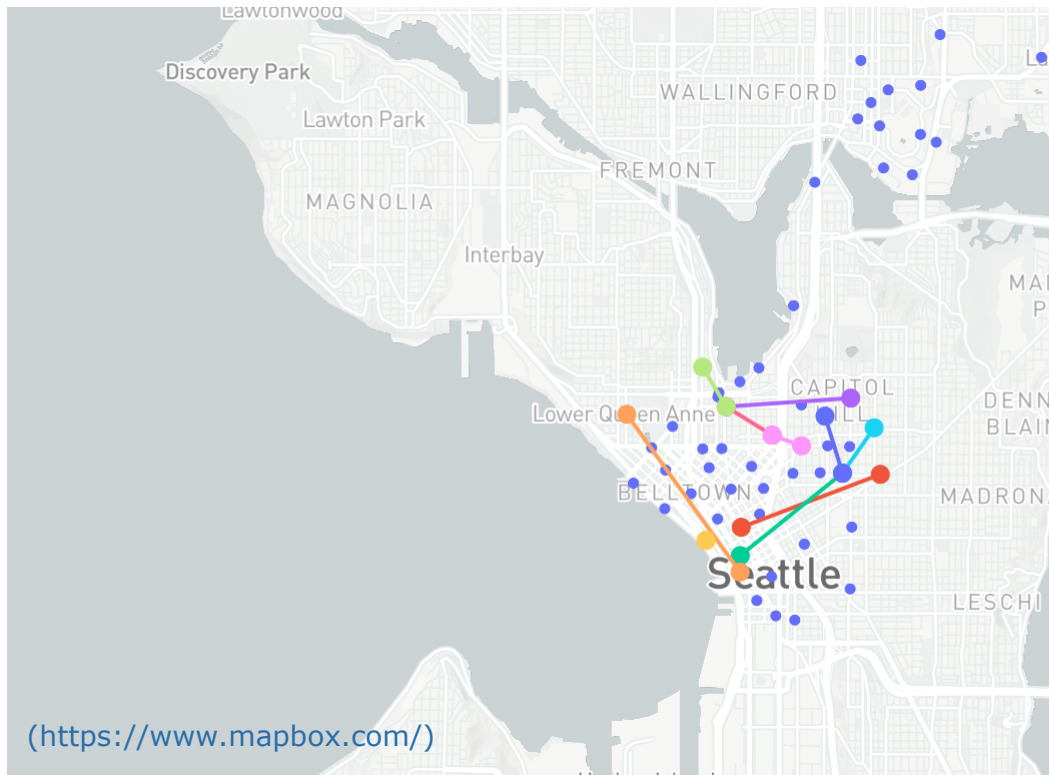 Lawtonwood
Discovery Park
WALLINGFORD
Lawton Park
FREMONT
MAGNOLIA
Interbay
CAPITOL
HILL
Lower Queen Anne
DENN
BLAIN
BELLTOWN
MADRONA
Seattle
LESCHI
(https://www.mapbox.com/)